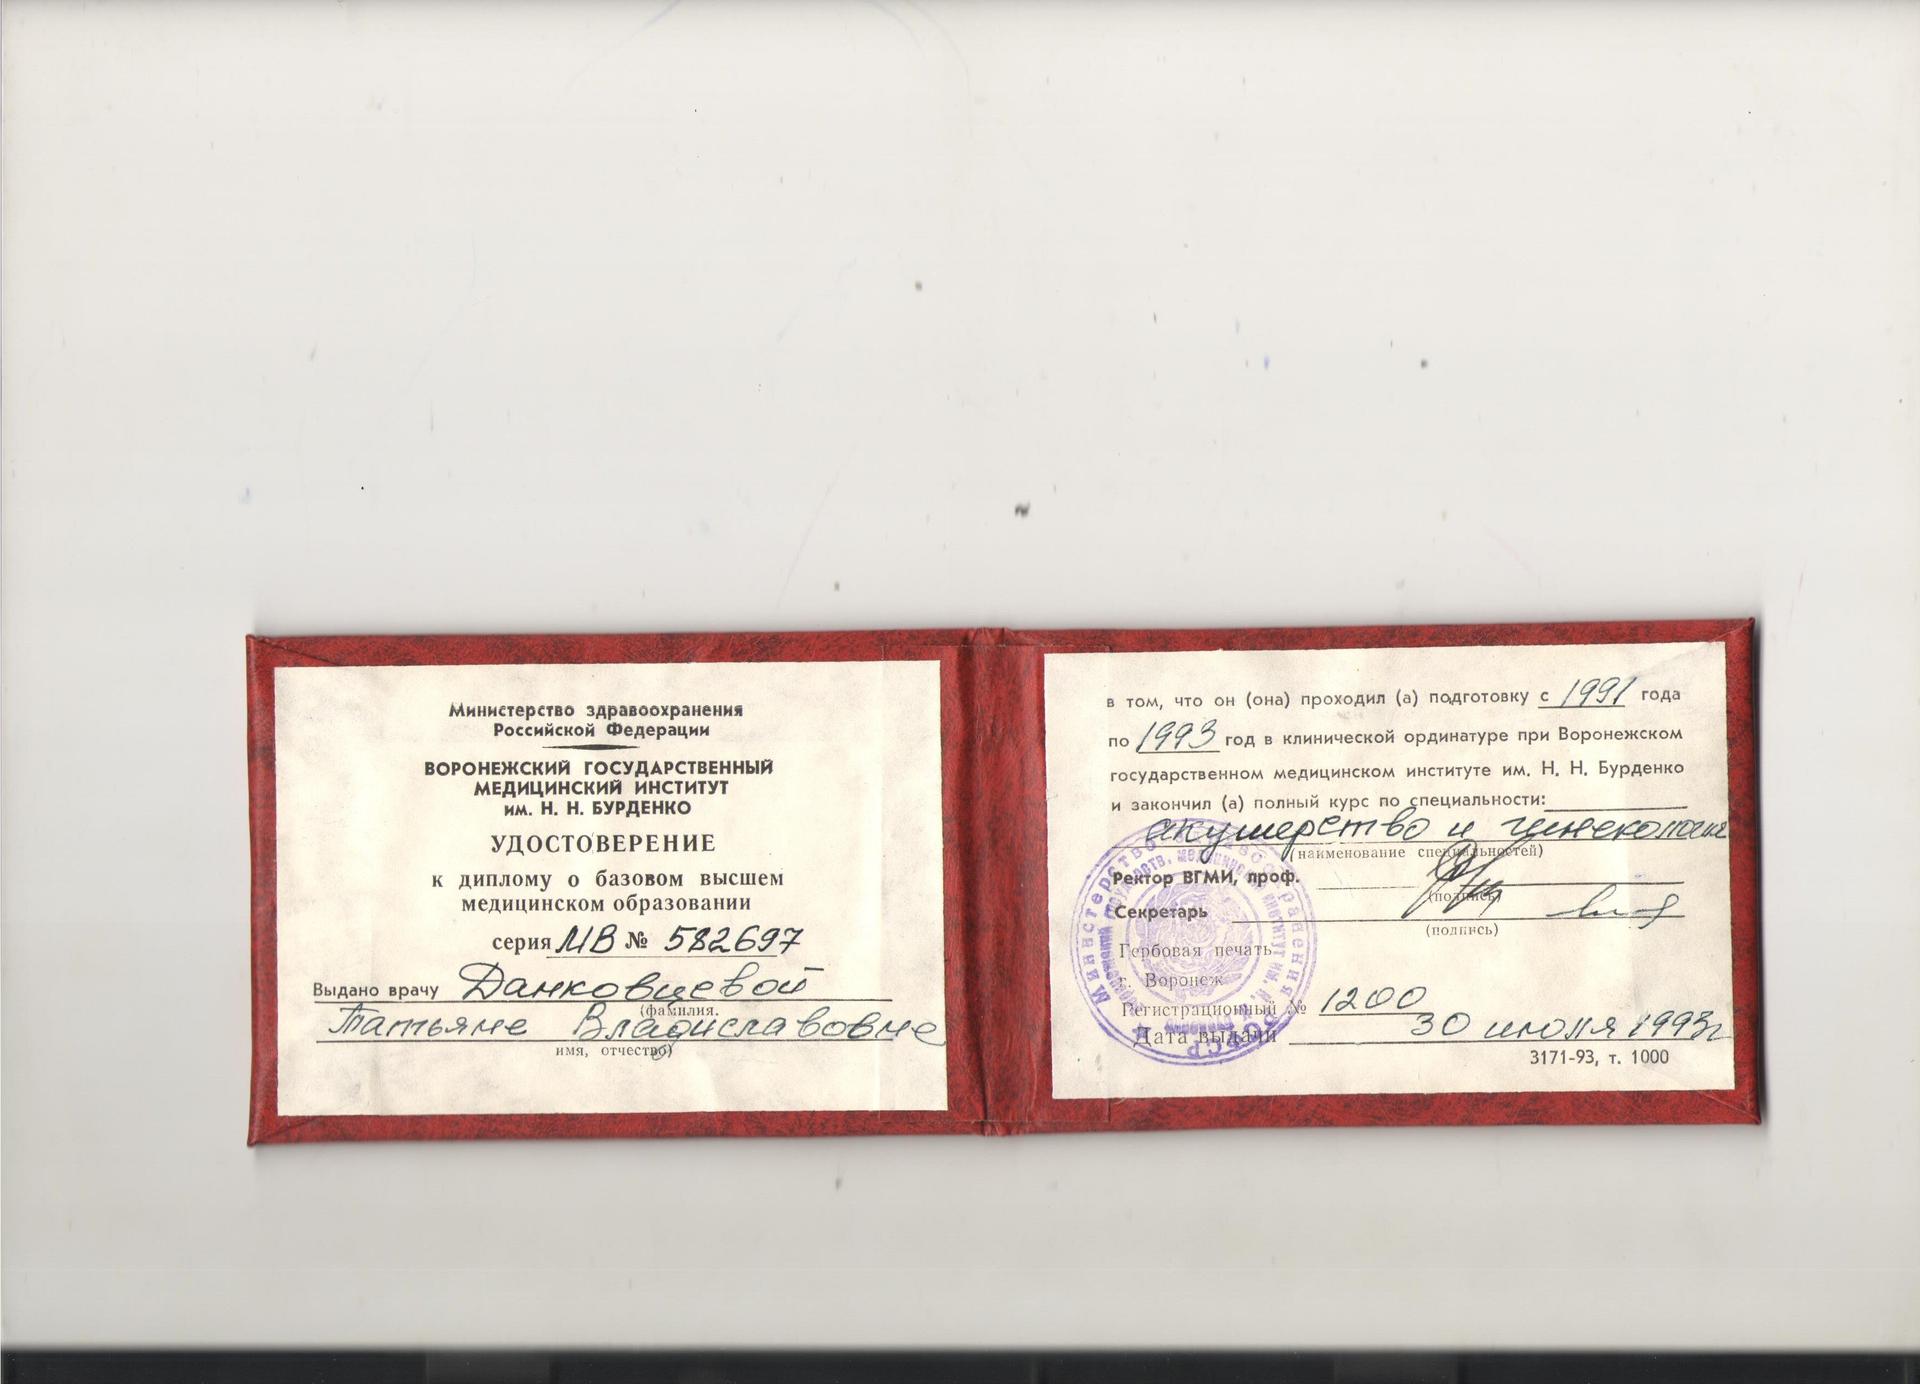 Министерство здравоохранения
Российской Федерации
ВОРОНЕЖСКИЙ ГОСУДАРСТВЕННЫЙ
МЕДИЦИНСКИЙ ИНСТИТУТ
им. Н. Н. БУРДЕНКО
УДОСТОВЕРЕНИЕ
к диплому о базовом высшем
медицинском образовании
серия МВ № 582697
Выдано врачу Данковцевой
(фамилия.
Татьяне Владиславовне
имя, отчество)
в том, что он (она) проходил (а) подготовку с 1991 года
по 1993 год в клинической ординатуре при Воронежском
государственном медицинском институте им. Н. Н. Бурденко
и закончил (а) полный курс по специальности:
акушерство и гинекология
(наименование специальностей)
Ректор ВГМИ, проф.
(подпись)
Секретарь
(подпись)
Гербовая печать
г. Воронеж
Регистрационный № 1200
Дата выдачи 30 июля 1993г
3171-93, т. 1000